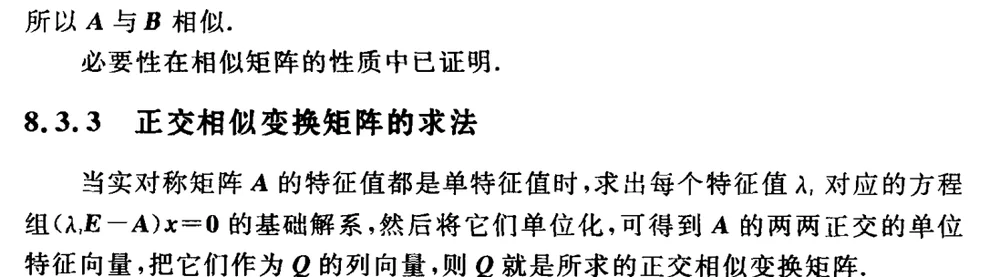 所以 A 与 B 相似.
必要性在相似矩阵的性质中已证明.
8.3.3 正交相似变换矩阵的求法
当实对称矩阵 A 的特征值都是单特征值时,求出每个特征值 λᵢ 对应的方程
组(λᵢE－A)x=0 的基础解系,然后将它们单位化,可得到 A 的两两正交的单位
特征向量,把它们作为 Q 的列向量,则 Q 就是所求的正交相似变换矩阵.